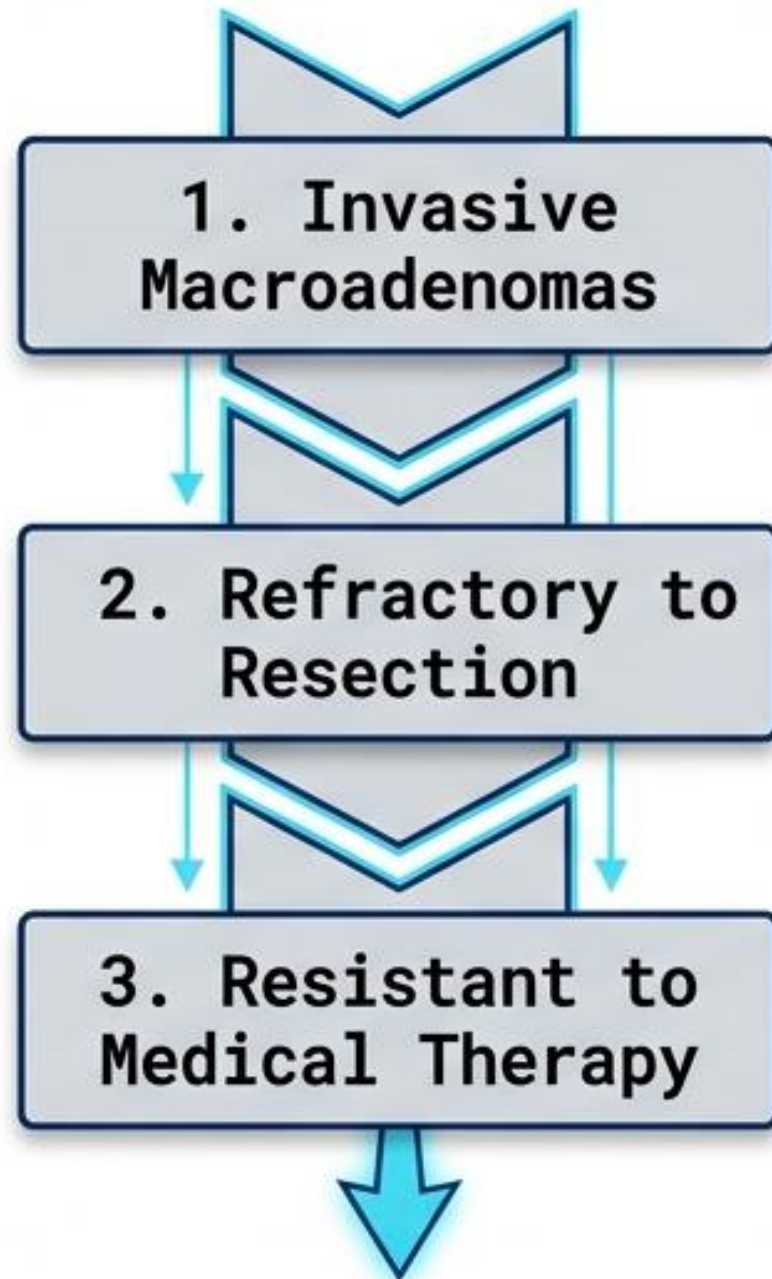 1. Invasive
Macroadenomas
2. Refractory to
Resection
3. Resistant to
Medical Therapy